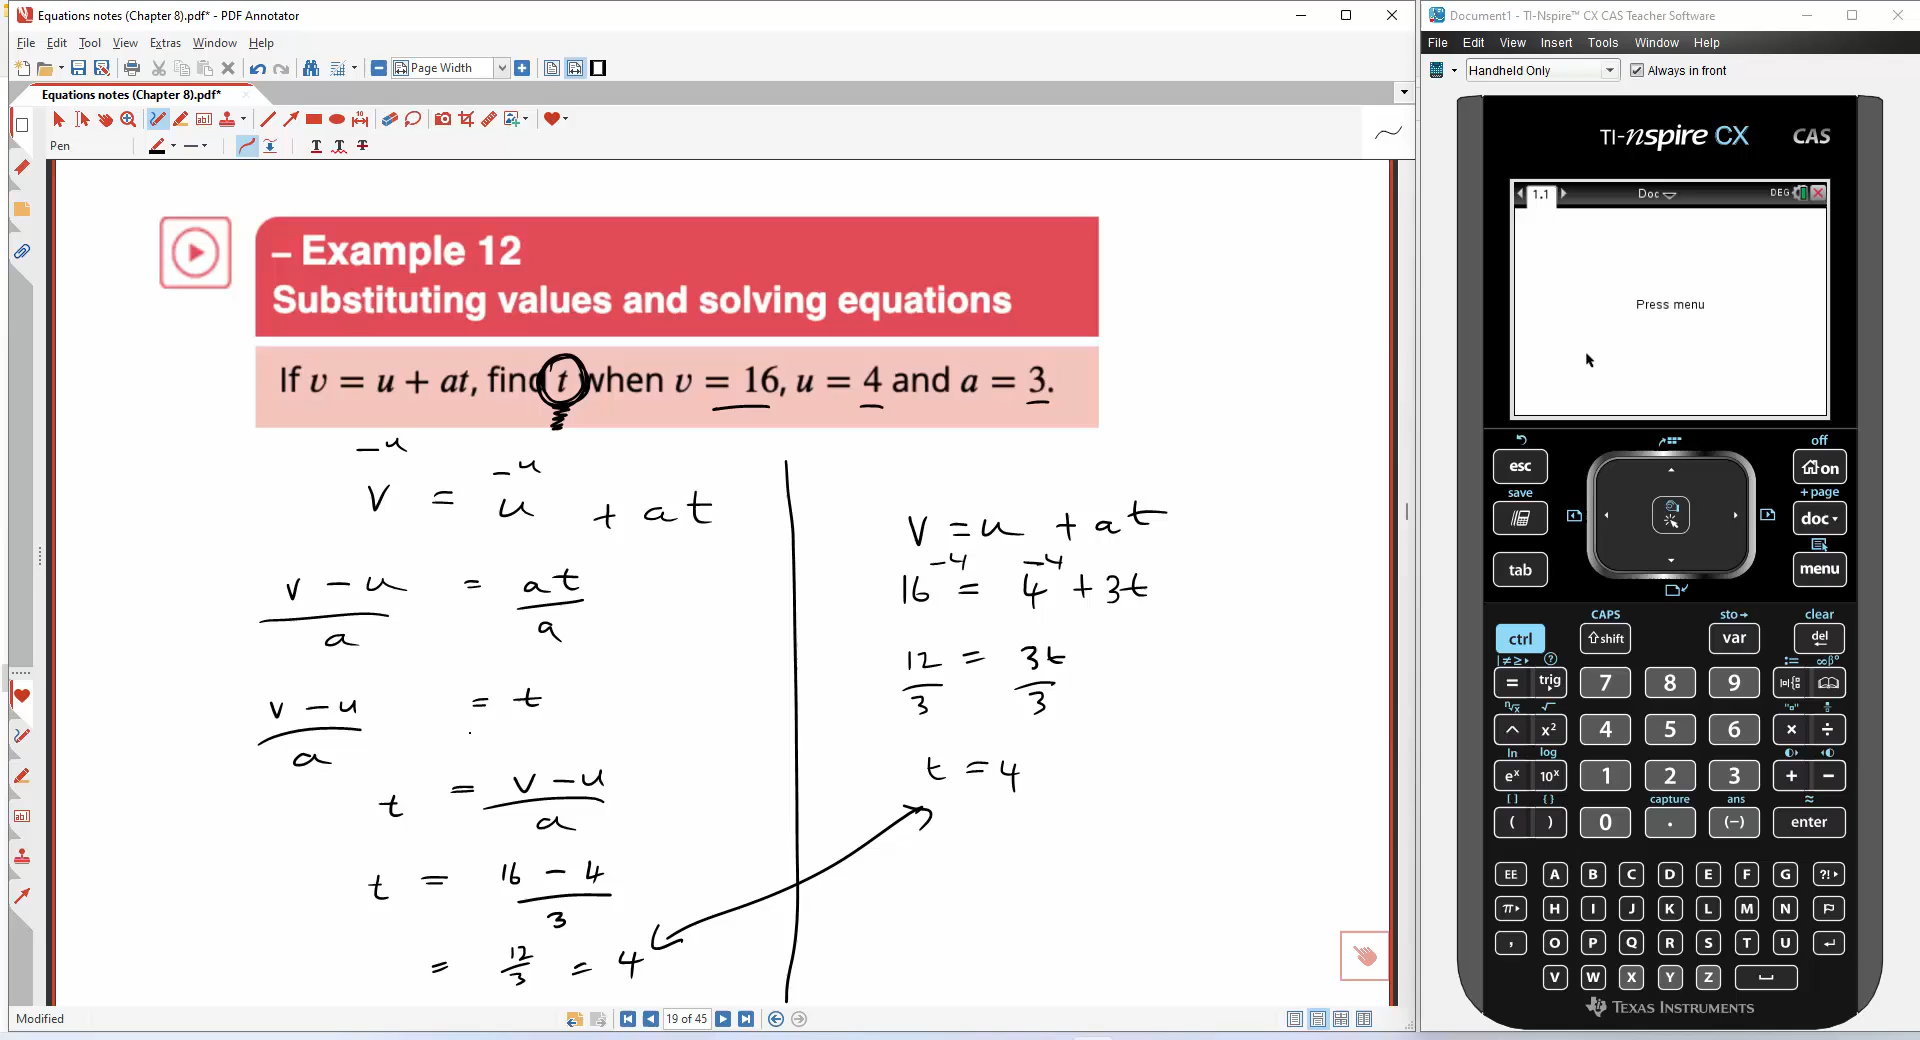 Equations notes (Chapter 8).pdf* - PDF Annotator
File Edit Tool View Extras Window Help
Page Width
Equations notes (Chapter 8).pdf*
Pen
– Example 12
Substituting values and solving equations
If v = u + at, find t when v = 16, u = 4 and a = 3.
-u -u
v = u + at
v - u = at
a a
v - u = t
a
t = v - u
a
t = 16 - 4
3
= 12/3 = 4
v = u + at
-4 -4
16 = 4 + 3t
12 = 3t
3 3
t = 4
Modified
19 of 45
Document1 - TI-Nspire™ CX CAS Teacher Software
File Edit View Insert Tools Window Help
Handheld Only Always in front
TI-nspire CX CAS
1.1 Doc DEG
Press menu
off
esc on
save + page
doc
tab menu
CAPS sto→ clear
ctrl shift var del
|≠≥▸
= trig 7 8 9
^ x² 4 5 6 × ÷
ln log
eˣ 10ˣ 1 2 3 + −
[ ] { } capture ans ≈
( ) 0 . (−) enter
EE A B C D E F G ?!▸
π▸ H I J K L M N
, O P Q R S T U
V W X Y Z
TEXAS INSTRUMENTS